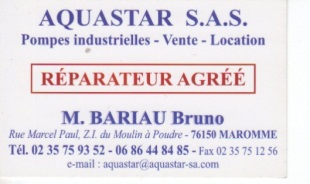 AQUASTAR S.A.S.
Pompes industrielles - Vente - Location
RÉPARATEUR AGRÉÉ
M. BARIAU Bruno
Rue Marcel Paul, Z.I. du Moulin à Poudre - 76150 MAROMME
Tél. 02 35 75 93 52 - 06 86 44 84 85 - Fax 02 35 75 12 56
e-mail : aquastar@aquastar-sa.com